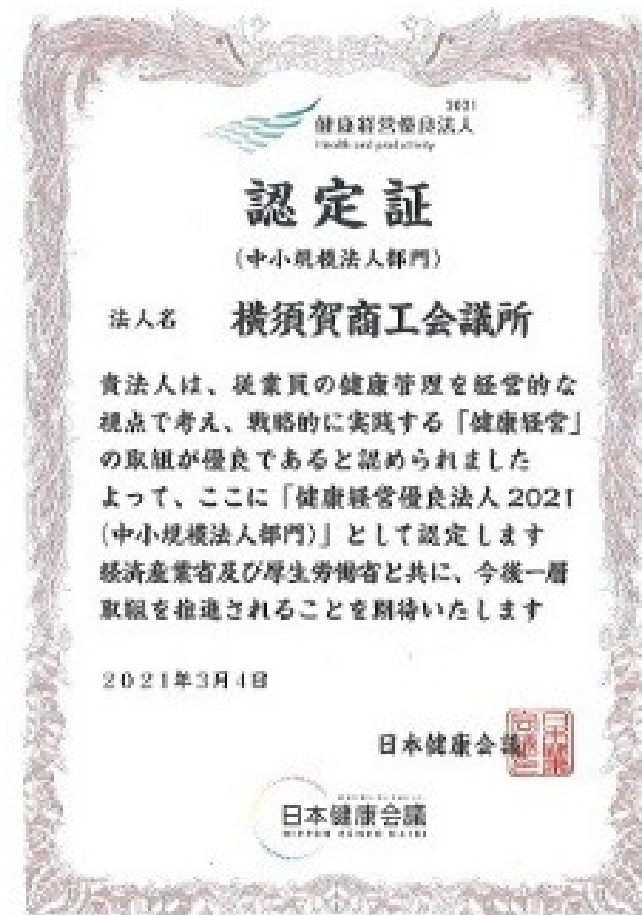 2021
健康経営優良法人
Health and productivity
認定証
(中小規模法人部門)
法人名 横須賀商工会議所
貴法人は、従業員の健康管理を経営的な
視点で考え、戦略的に実践する「健康経営」
の取組が優良であると認められました
よって、ここに「健康経営優良法人 2021
(中小規模法人部門)」として認定します
経済産業省及び厚生労働省と共に、今後一層
取組を推進されることを期待いたします
2021年3月4日
日本健康会議
日本健康会議
NIPPON KENKO KAIGI